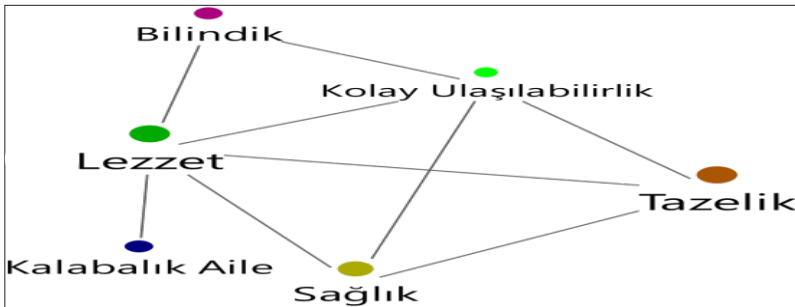 Bilindik
Kolay Ulaşılabilirlik
Lezzet
Tazelik
Kalabalık Aile
Sağlık